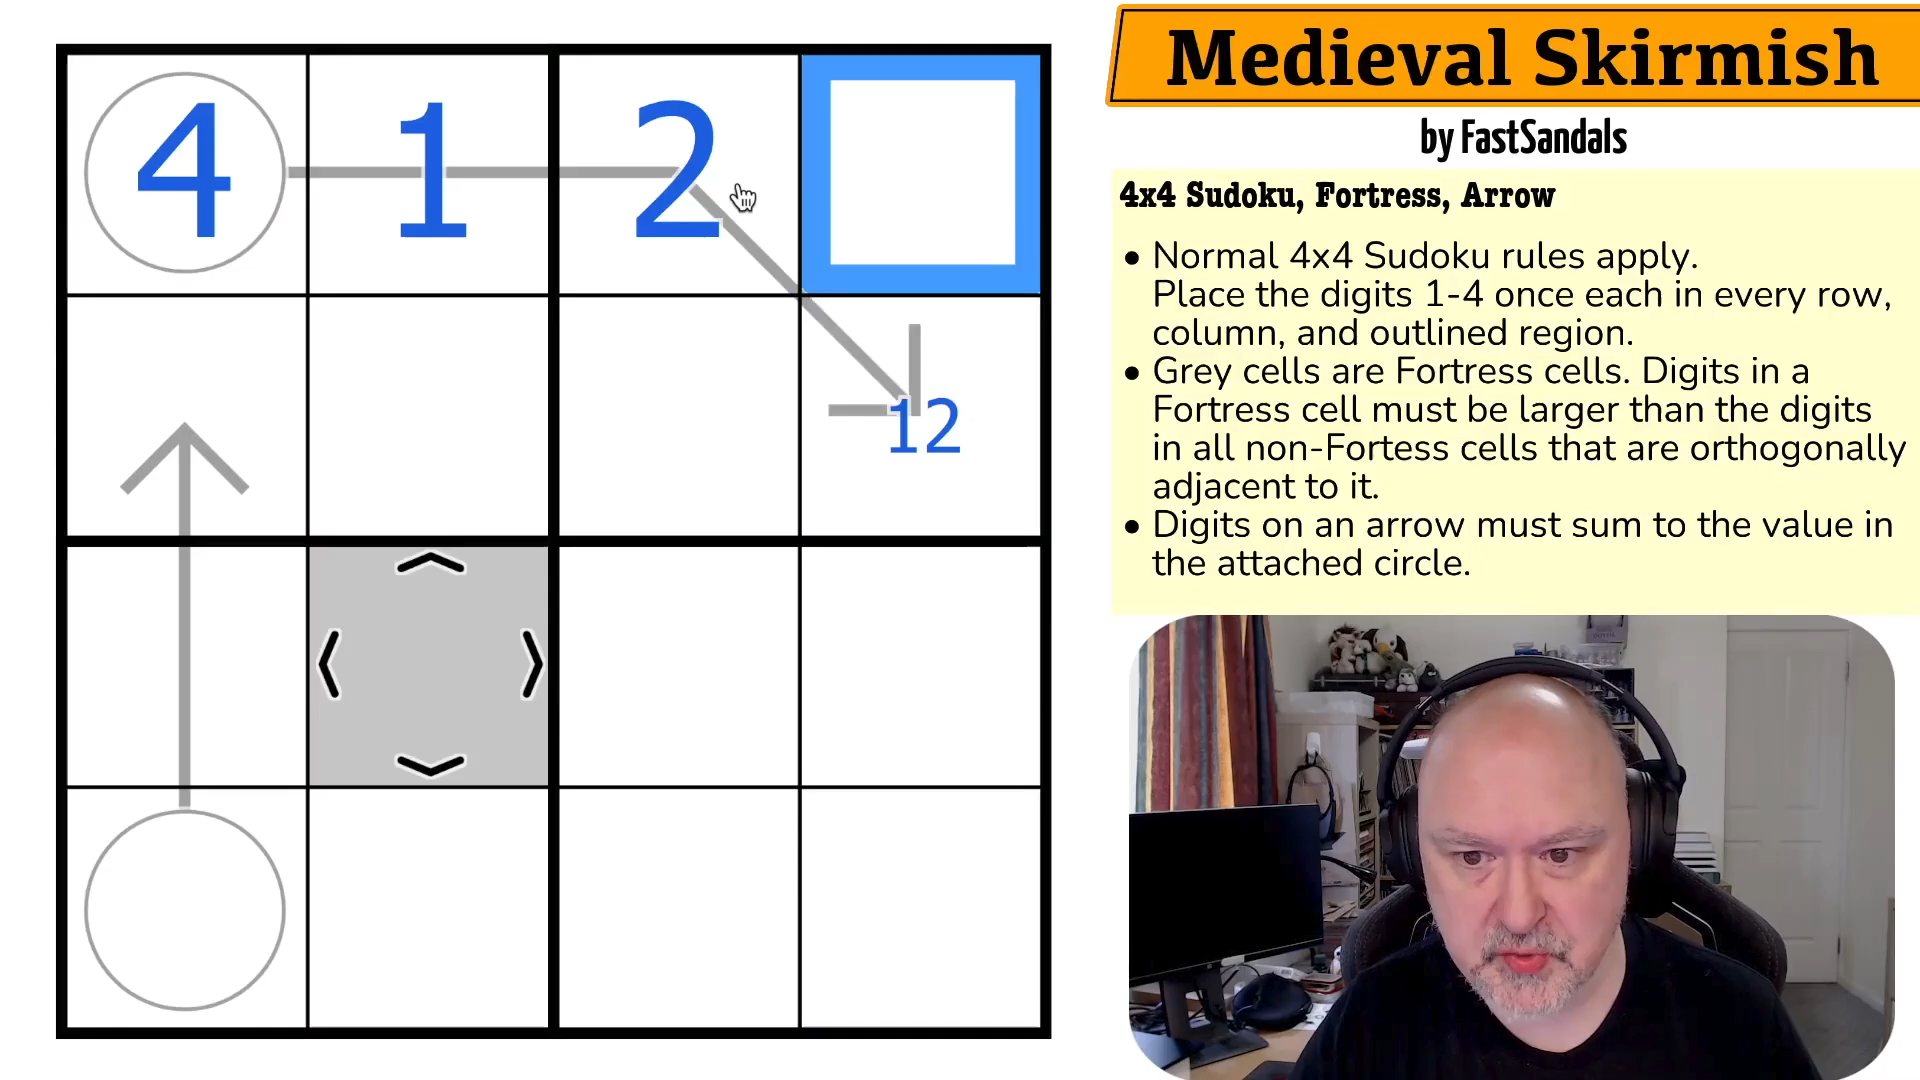 Medieval Skirmish
by FastSandals
4x4 Sudoku, Fortress, Arrow
• Normal 4x4 Sudoku rules apply.
Place the digits 1-4 once each in every row,
column, and outlined region.
• Grey cells are Fortress cells. Digits in a
Fortress cell must be larger than the digits
in all non-Fortess cells that are orthogonally
adjacent to it.
• Digits on an arrow must sum to the value in
the attached circle.
4 1 2
12